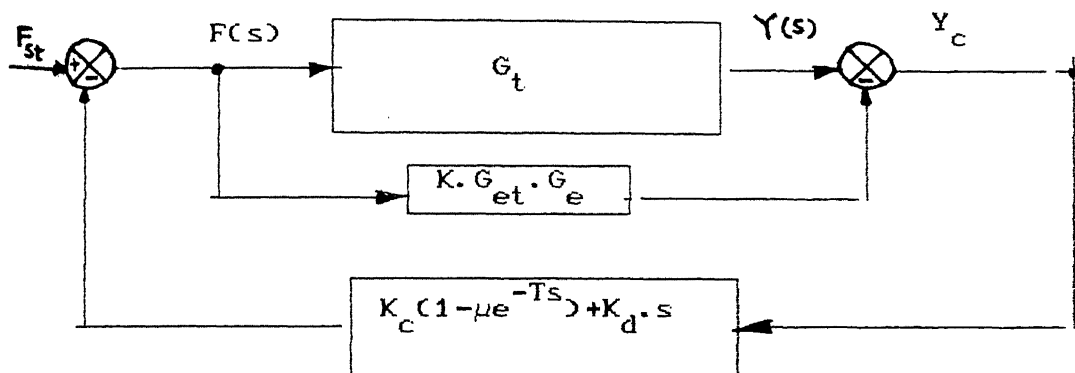 F_st
F(s)
Y(s)
Y_c
+
-
G_t
-
K.G_et.G_e
K_c(1-μe^-Ts)+K_d.s